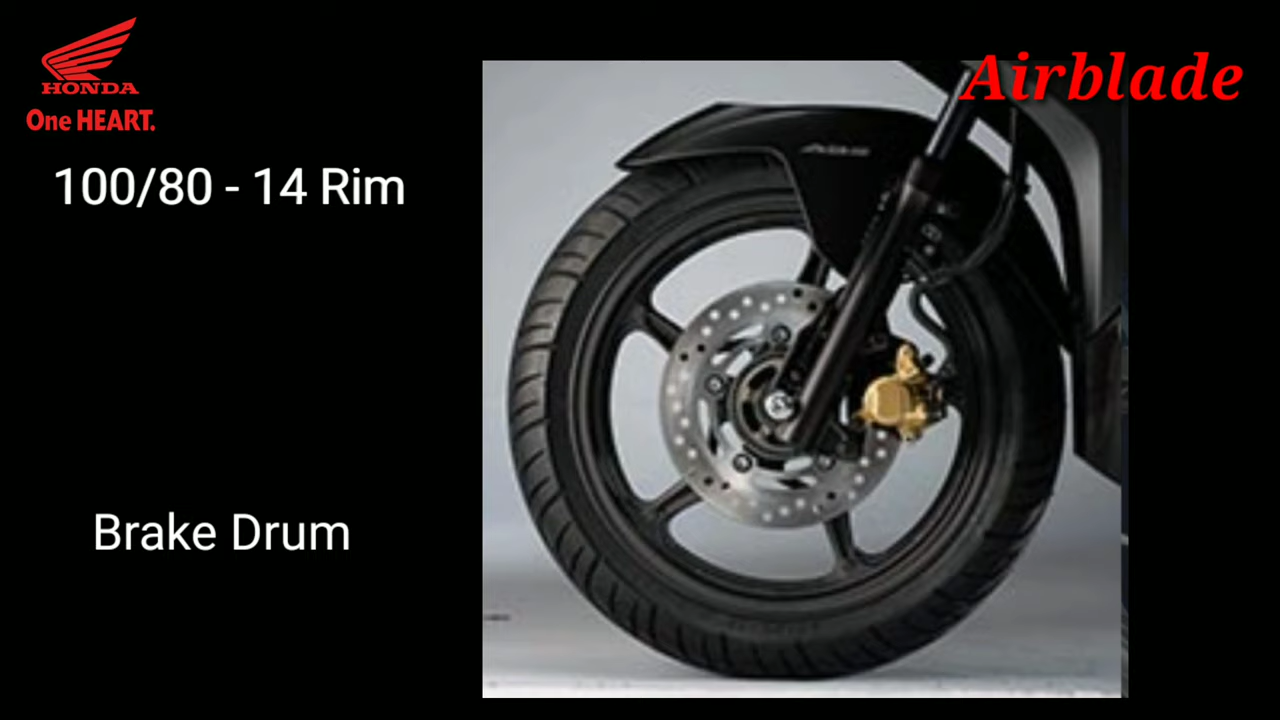 HONDA
One HEART.
Airblade
100/80 - 14 Rim
Brake Drum